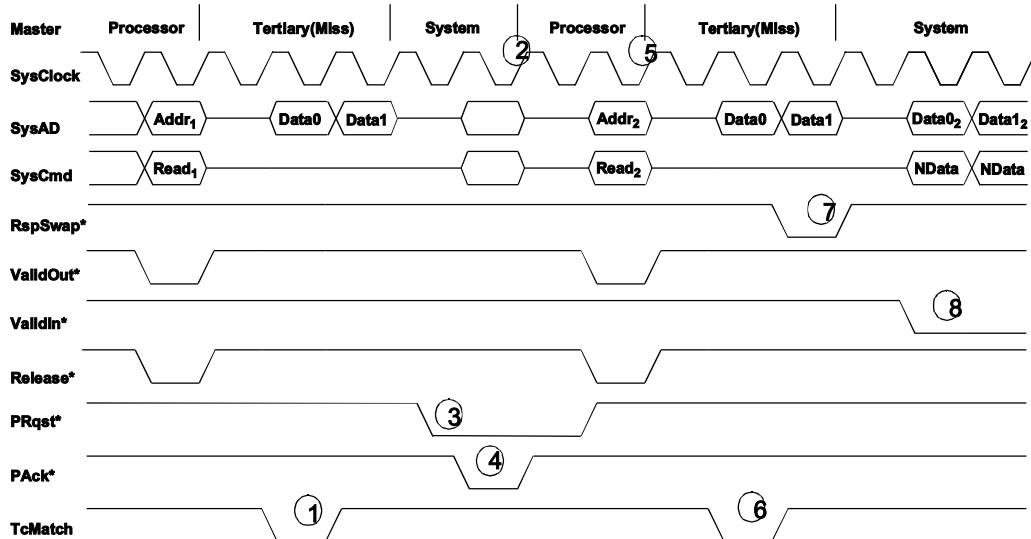 Master Processor Tertiary(Miss) System Processor Tertiary(Miss) System
2 5
SysClock
SysAD Addr1 Data0 Data1 Addr2 Data0 Data1 Data02 Data12
SysCmd Read1 Read2 NData NData
RspSwap* 7
ValidOut*
ValidIn* 8
Release*
PRqst* 3
PAck* 4
TcMatch 1 6